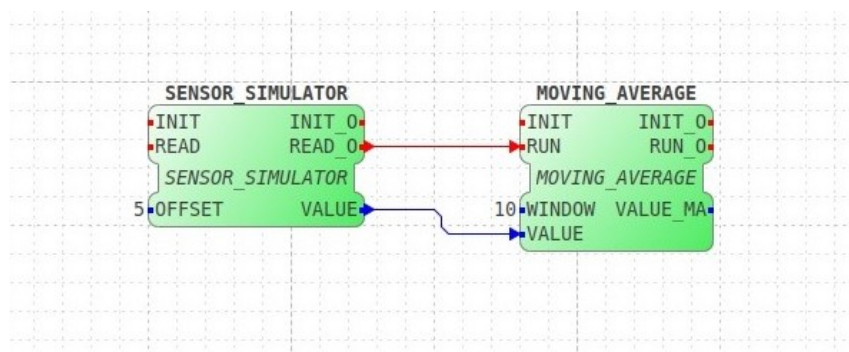 SENSOR_SIMULATOR
INIT INIT_O
READ READ_O
SENSOR_SIMULATOR
5 OFFSET VALUE
MOVING_AVERAGE
INIT INIT_O
RUN RUN_O
MOVING_AVERAGE
10 WINDOW VALUE_MA
VALUE